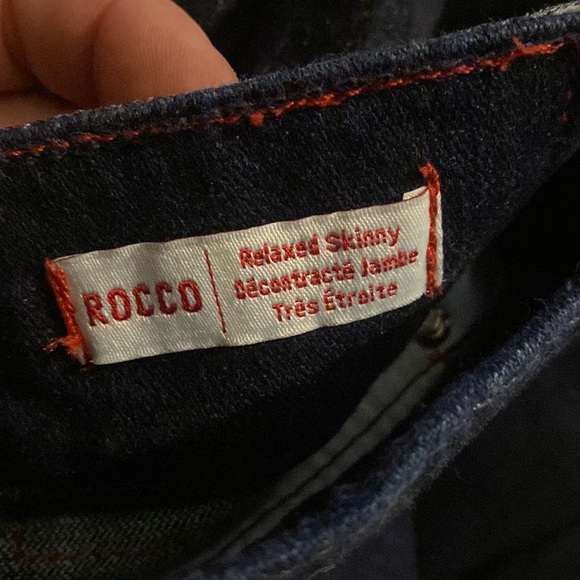 ROCCO
Relaxed Skinny
Décontracté Jambe
Très Étroite